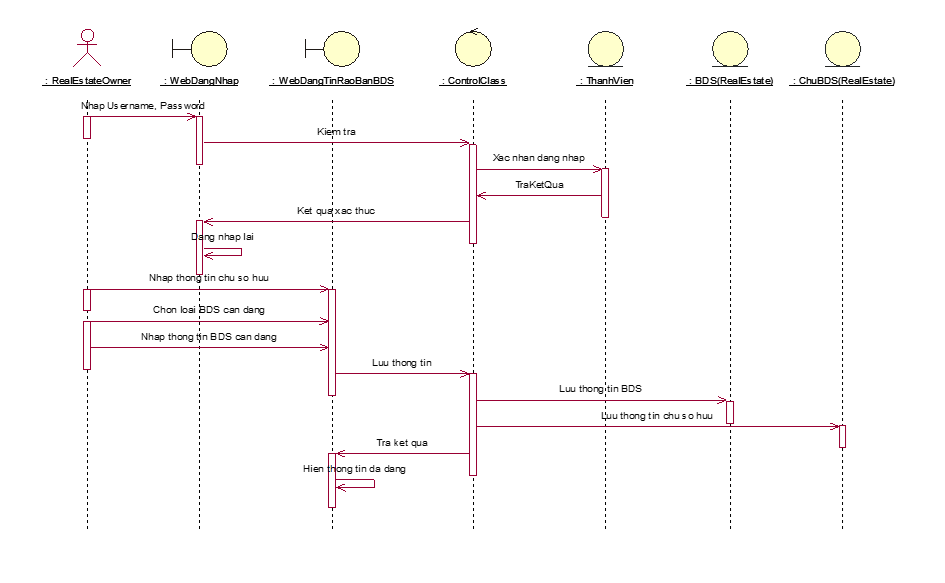 : RealEstateOwner
: WebDangNhap
: WebDangTinRaoBanBDS
: ControlClass
: ThanhVien
: BDS(RealEstate)
: ChuBDS(RealEstate)
Nhap Username, Password
Kiem tra
Xac nhan dang nhap
TraKetQua
Ket qua xac thuc
Dang nhap lai
Nhap thong tin chu so huu
Chon loai BDS can dang
Nhap thong tin BDS can dang
Luu thong tin
Luu thong tin BDS
Luu thong tin chu so huu
Tra ket qua
Hien thong tin da dang